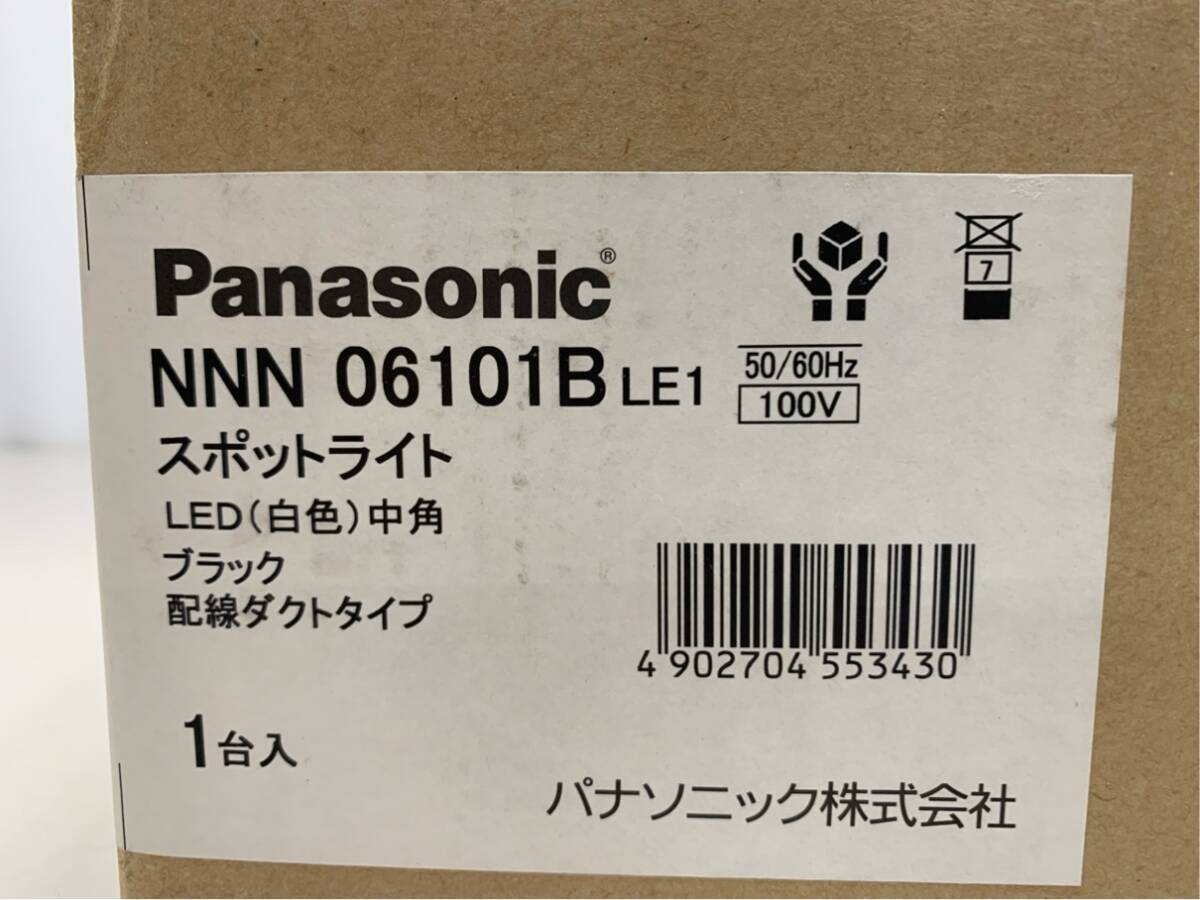 Panasonic®
NNN 06101B LE1
50/60Hz
100V
7
スポットライト
LED(白色)中角
ブラック
配線ダクトタイプ
4 902704 553430
1台入
パナソニック株式会社